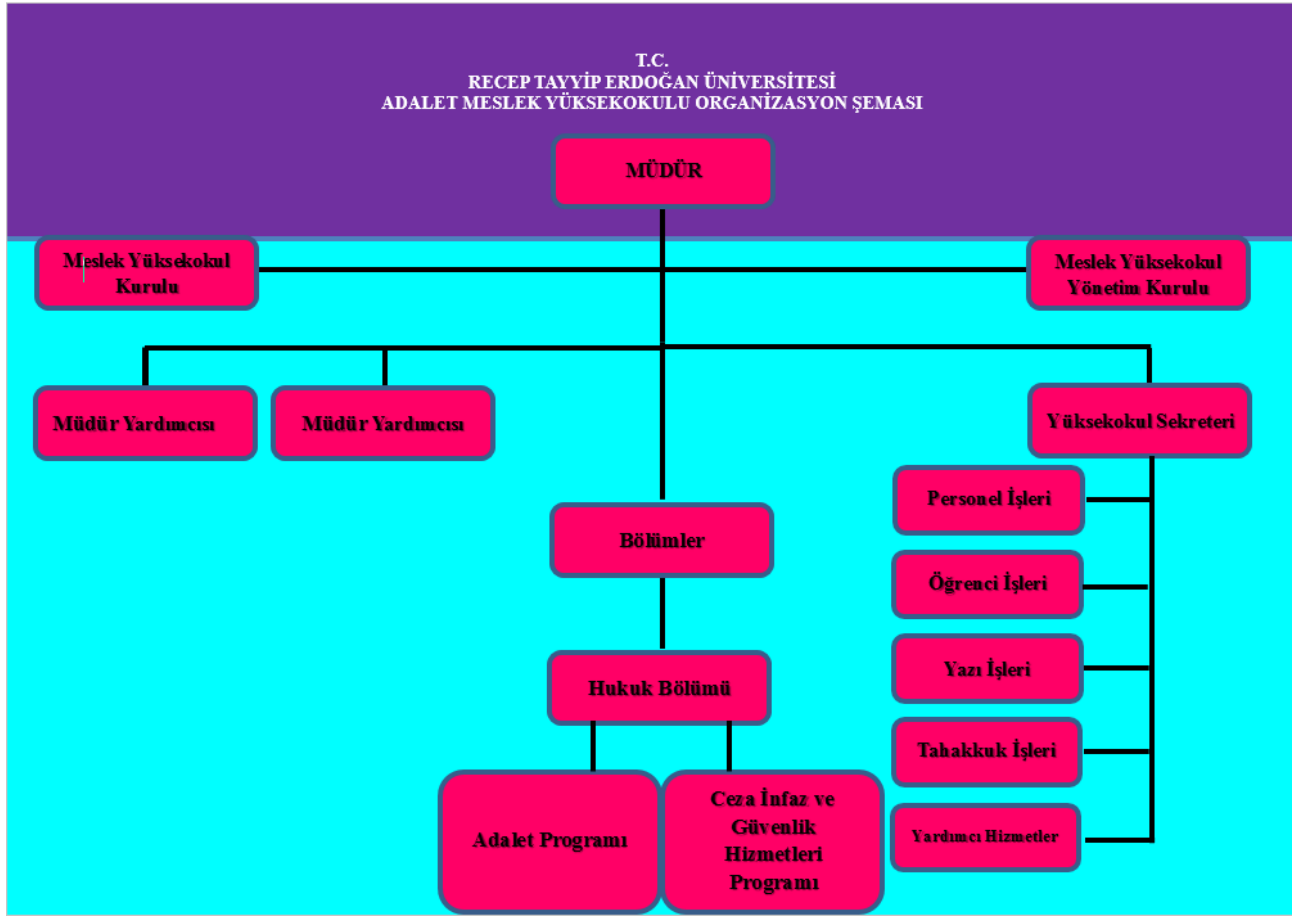 T.C.
RECEP TAYYİP ERDOĞAN ÜNİVERSİTESİ
ADALET MESLEK YÜKSEKOKULU ORGANİZASYON ŞEMASI
MÜDÜR
Meslek Yüksekokul
Kurulu
Meslek Yüksekokul
Yönetim Kurulu
Müdür Yardımcısı
Müdür Yardımcısı
Yüksekokul Sekreteri
Personel İşleri
Bölümler
Öğrenci İşleri
Yazı İşleri
Hukuk Bölümü
Tahakkuk İşleri
Adalet Programı
Ceza İnfaz ve
Güvenlik
Hizmetleri
Programı
Yardımcı Hizmetler